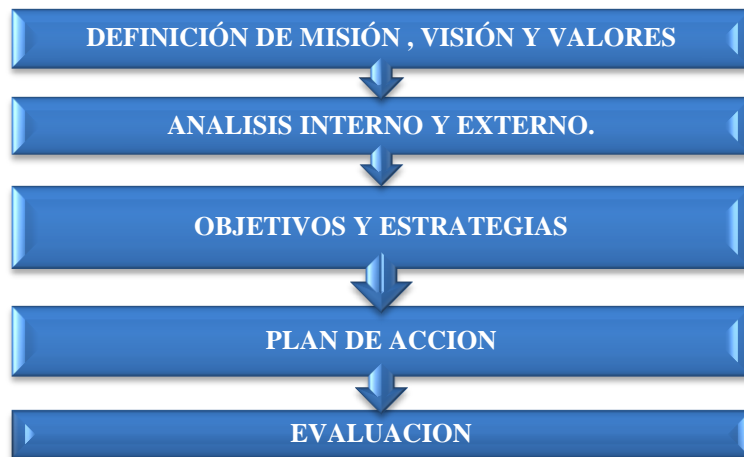 DEFINICIÓN DE MISIÓN , VISIÓN Y VALORES
ANALISIS INTERNO Y EXTERNO.
OBJETIVOS Y ESTRATEGIAS
PLAN DE ACCION
EVALUACION